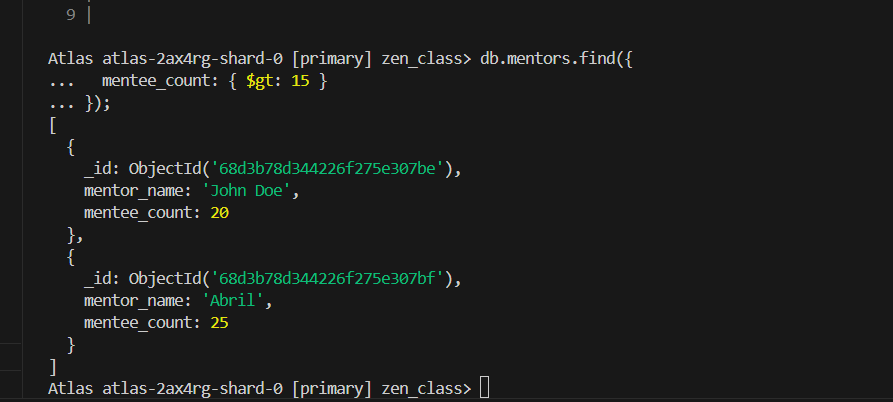 9
Atlas atlas-2ax4rg-shard-0 [primary] zen_class> db.mentors.find({
...   mentee_count: { $gt: 15 }
... });
[
  {
    _id: ObjectId('68d3b78d344226f275e307be'),
    mentor_name: 'John Doe',
    mentee_count: 20
  },
  {
    _id: ObjectId('68d3b78d344226f275e307bf'),
    mentor_name: 'Abril',
    mentee_count: 25
  }
]
Atlas atlas-2ax4rg-shard-0 [primary] zen_class>